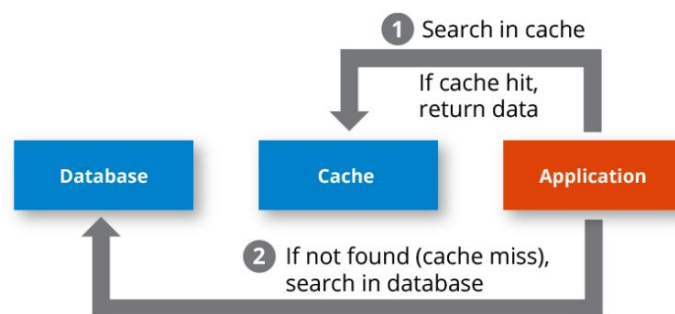 1 Search in cache
If cache hit,
return data
Database
Cache
Application
2 If not found (cache miss),
search in database